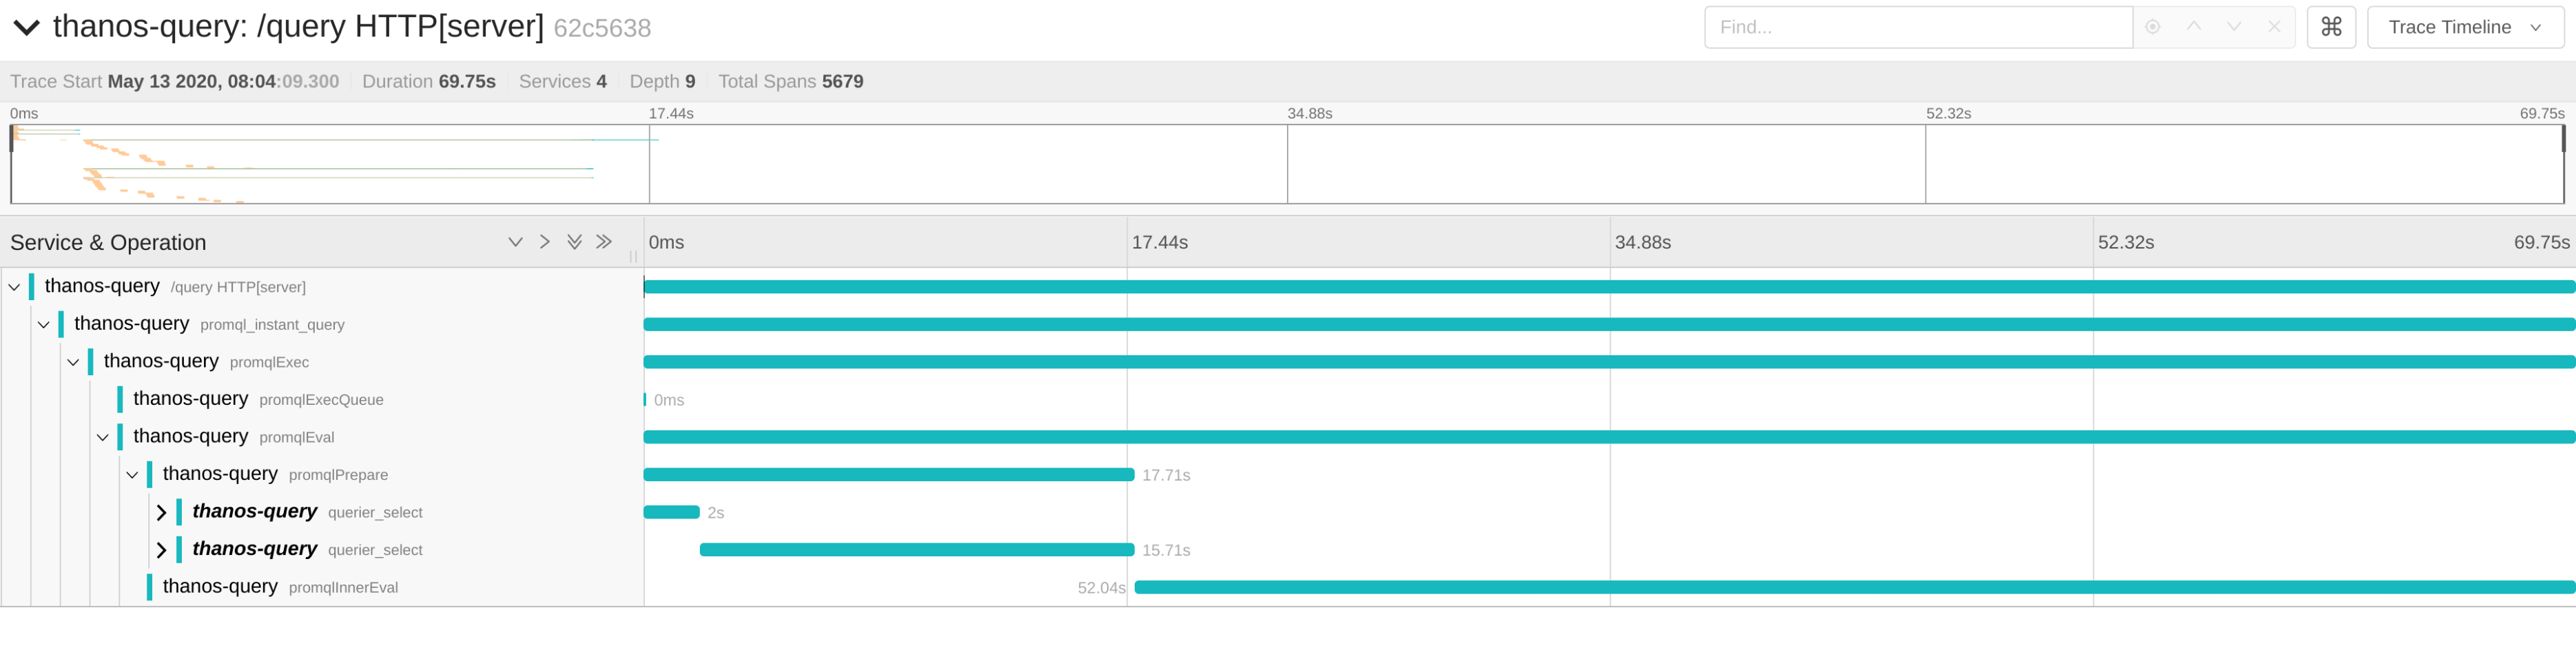 thanos-query: /query HTTP[server] 62c5638 Find... ⌘ Trace Timeline
Trace Start May 13 2020, 08:04:09.300 Duration 69.75s Services 4 Depth 9 Total Spans 5679
0ms 17.44s 34.88s 52.32s 69.75s
Service & Operation 0ms 17.44s 34.88s 52.32s 69.75s
thanos-query /query HTTP[server]
thanos-query promql_instant_query
thanos-query promqlExec
thanos-query promqlExecQueue 0ms
thanos-query promqlEval
thanos-query promqlPrepare 17.71s
thanos-query querier_select 2s
thanos-query querier_select 15.71s
thanos-query promqlInnerEval 52.04s